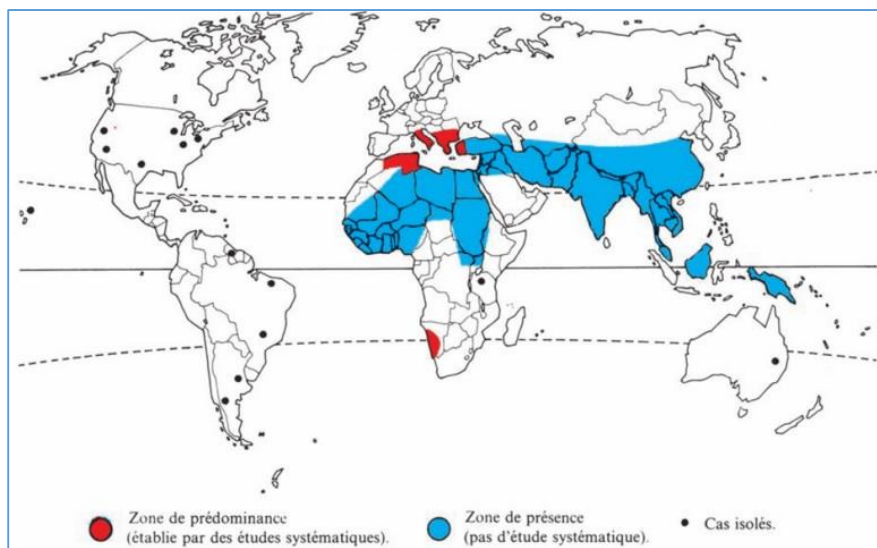 Zone de prédominance
(établie par des études systématiques).
Zone de présence
(pas d'étude systématique).
Cas isolés.